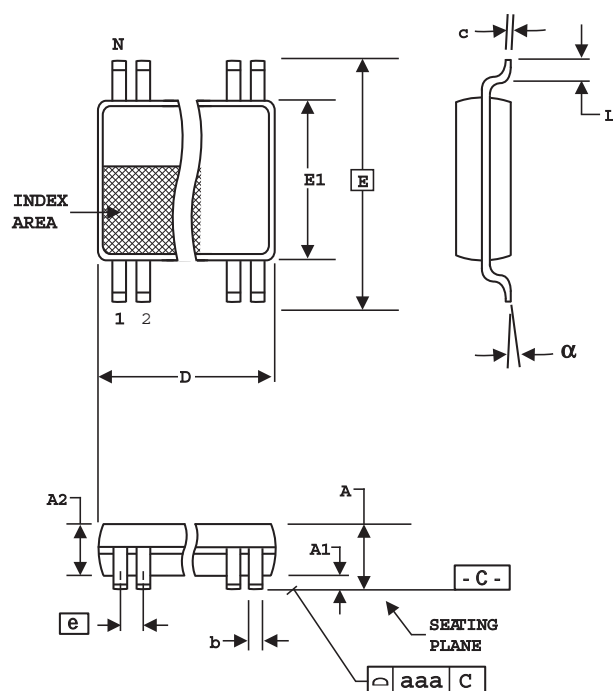 N
c
L
E1
E
INDEX
AREA
1 2
α
D
A2
A
A1
-C-
e
b
SEATING
PLANE
aaa C